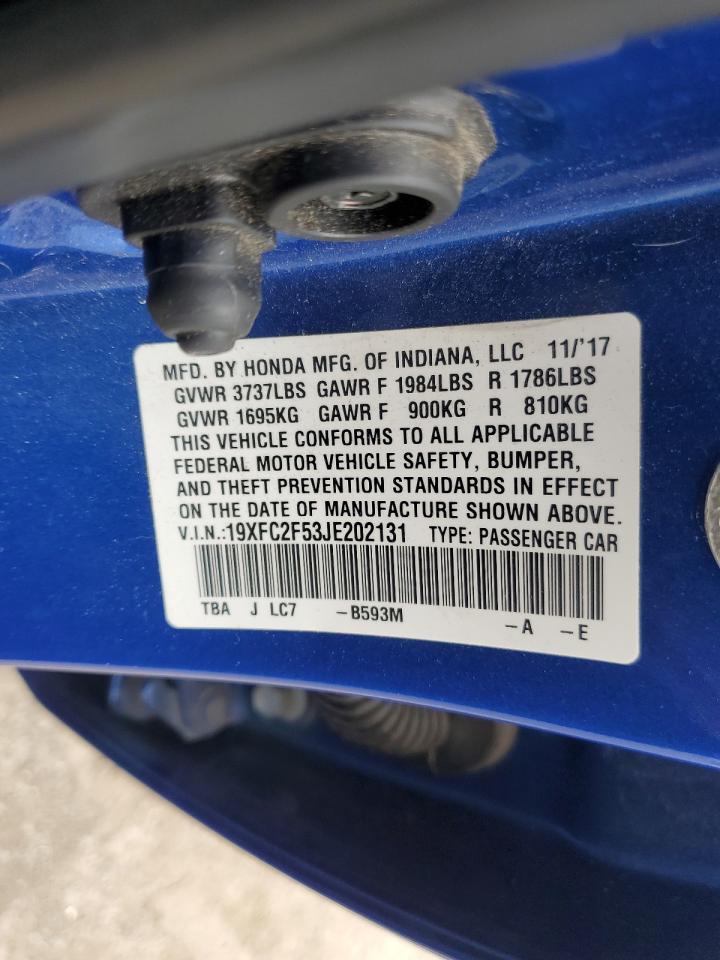 MFD. BY HONDA MFG. OF INDIANA, LLC 11/'17
GVWR 3737LBS GAWR F 1984LBS R 1786LBS
GVWR 1695KG GAWR F 900KG R 810KG
THIS VEHICLE CONFORMS TO ALL APPLICABLE
FEDERAL MOTOR VEHICLE SAFETY, BUMPER,
AND THEFT PREVENTION STANDARDS IN EFFECT
ON THE DATE OF MANUFACTURE SHOWN ABOVE.
V.I.N.:19XFC2F53JE202131 TYPE: PASSENGER CAR
TBA J LC7 -B593M -A -E